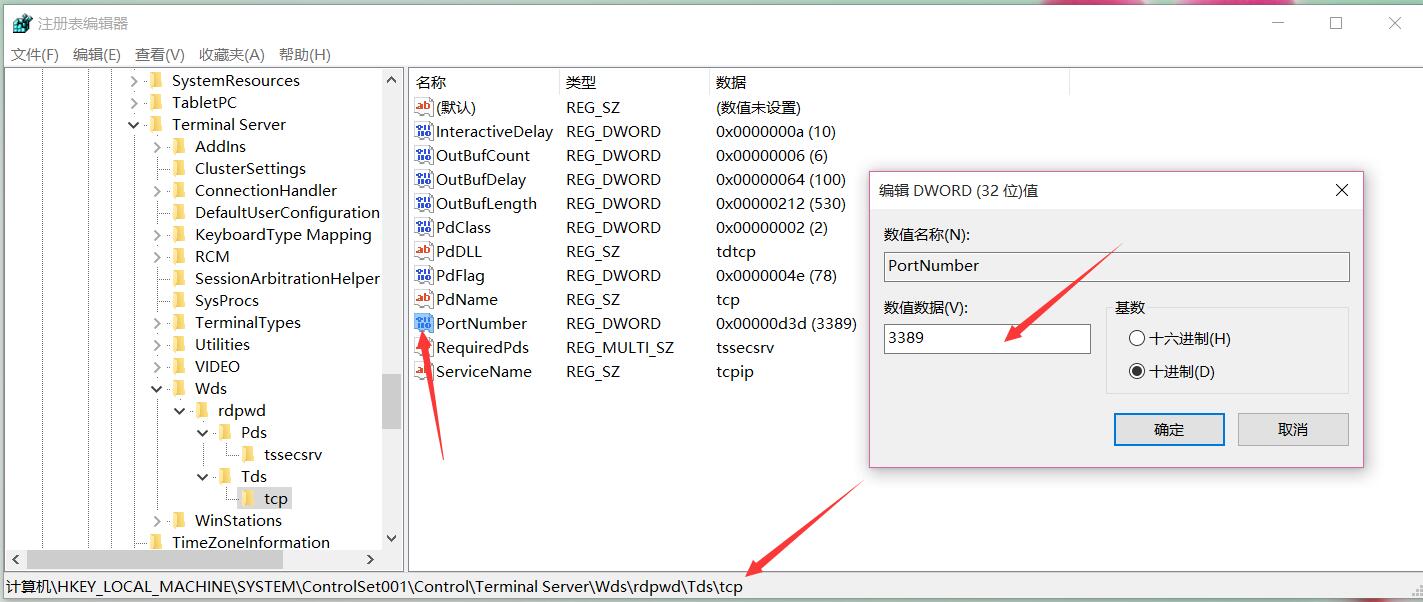 注册表编辑器
文件(F) 编辑(E) 查看(V) 收藏夹(A) 帮助(H)
SystemResources
TabletPC
Terminal Server
AddIns
ClusterSettings
ConnectionHandler
DefaultUserConfiguration
KeyboardType Mapping
RCM
SessionArbitrationHelper
SysProcs
TerminalTypes
Utilities
VIDEO
Wds
rdpwd
Pds
tssecsrv
Tds
tcp
WinStations
TimeZoneInformation
名称 类型 数据
(默认) REG_SZ (数值未设置)
InteractiveDelay REG_DWORD 0x0000000a (10)
OutBufCount REG_DWORD 0x00000006 (6)
OutBufDelay REG_DWORD 0x00000064 (100)
OutBufLength REG_DWORD 0x00000212 (530)
PdClass REG_DWORD 0x00000002 (2)
PdDLL REG_SZ tdtcp
PdFlag REG_DWORD 0x0000004e (78)
PdName REG_SZ tcp
PortNumber REG_DWORD 0x00000d3d (3389)
RequiredPds REG_MULTI_SZ tssecsrv
ServiceName REG_SZ tcpip
编辑 DWORD (32 位)值
数值名称(N):
PortNumber
数值数据(V):
3389
基数
十六进制(H)
十进制(D)
确定 取消
计算机\HKEY_LOCAL_MACHINE\SYSTEM\ControlSet001\Control\Terminal Server\Wds\rdpwd\Tds\tcp